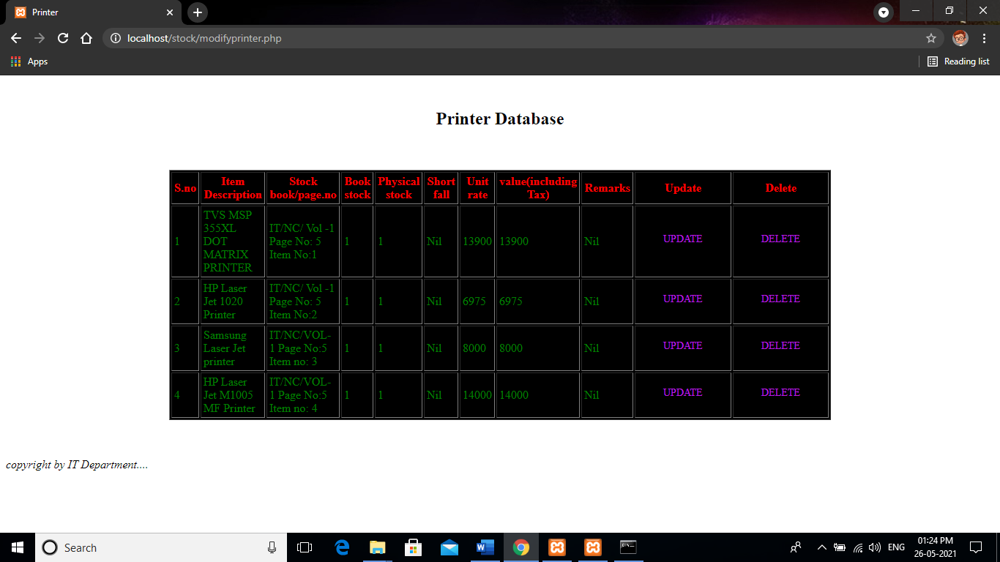 Printer
localhost/stock/modifyprinter.php
Apps
Reading list
Printer Database
S.no
Item
Description
Stock
book/page.no
Book
stock
Physical
stock
Short
fall
Unit
rate
value(including
Tax)
Remarks
Update
Delete
1
TVS MSP
355XL
DOT
MATRIX
PRINTER
IT/NC/ Vol -1
Page No: 5
Item No:1
1
1
Nil
13900
13900
Nil
UPDATE
DELETE
2
HP Laser
Jet 1020
Printer
IT/NC/ Vol -1
Page No: 5
Item No:2
1
1
Nil
6975
6975
Nil
UPDATE
DELETE
3
Samsung
Laser Jet
printer
IT/NC/VOL-
1 Page No:5
Item no: 3
1
1
Nil
8000
8000
Nil
UPDATE
DELETE
4
HP Laser
Jet M1005
MF Printer
IT/NC/VOL-
1 Page No:5
Item no: 4
1
1
Nil
14000
14000
Nil
UPDATE
DELETE
copyright by IT Department....
Search
ENG
01:24 PM
26-05-2021